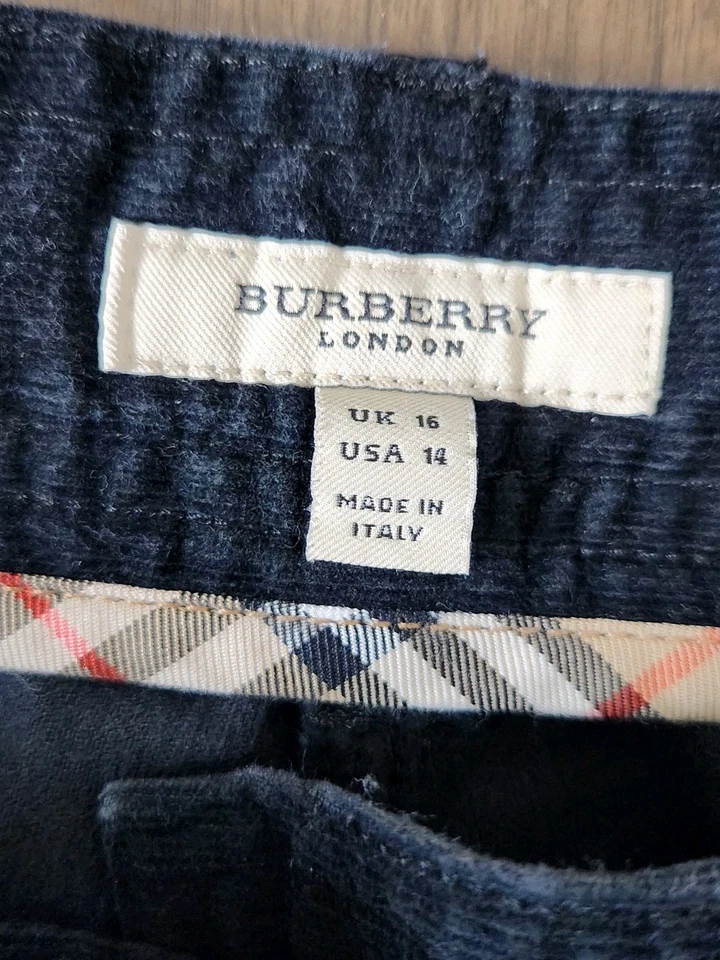 BURBERRY
LONDON
UK 16
USA 14
MADE IN
ITALY